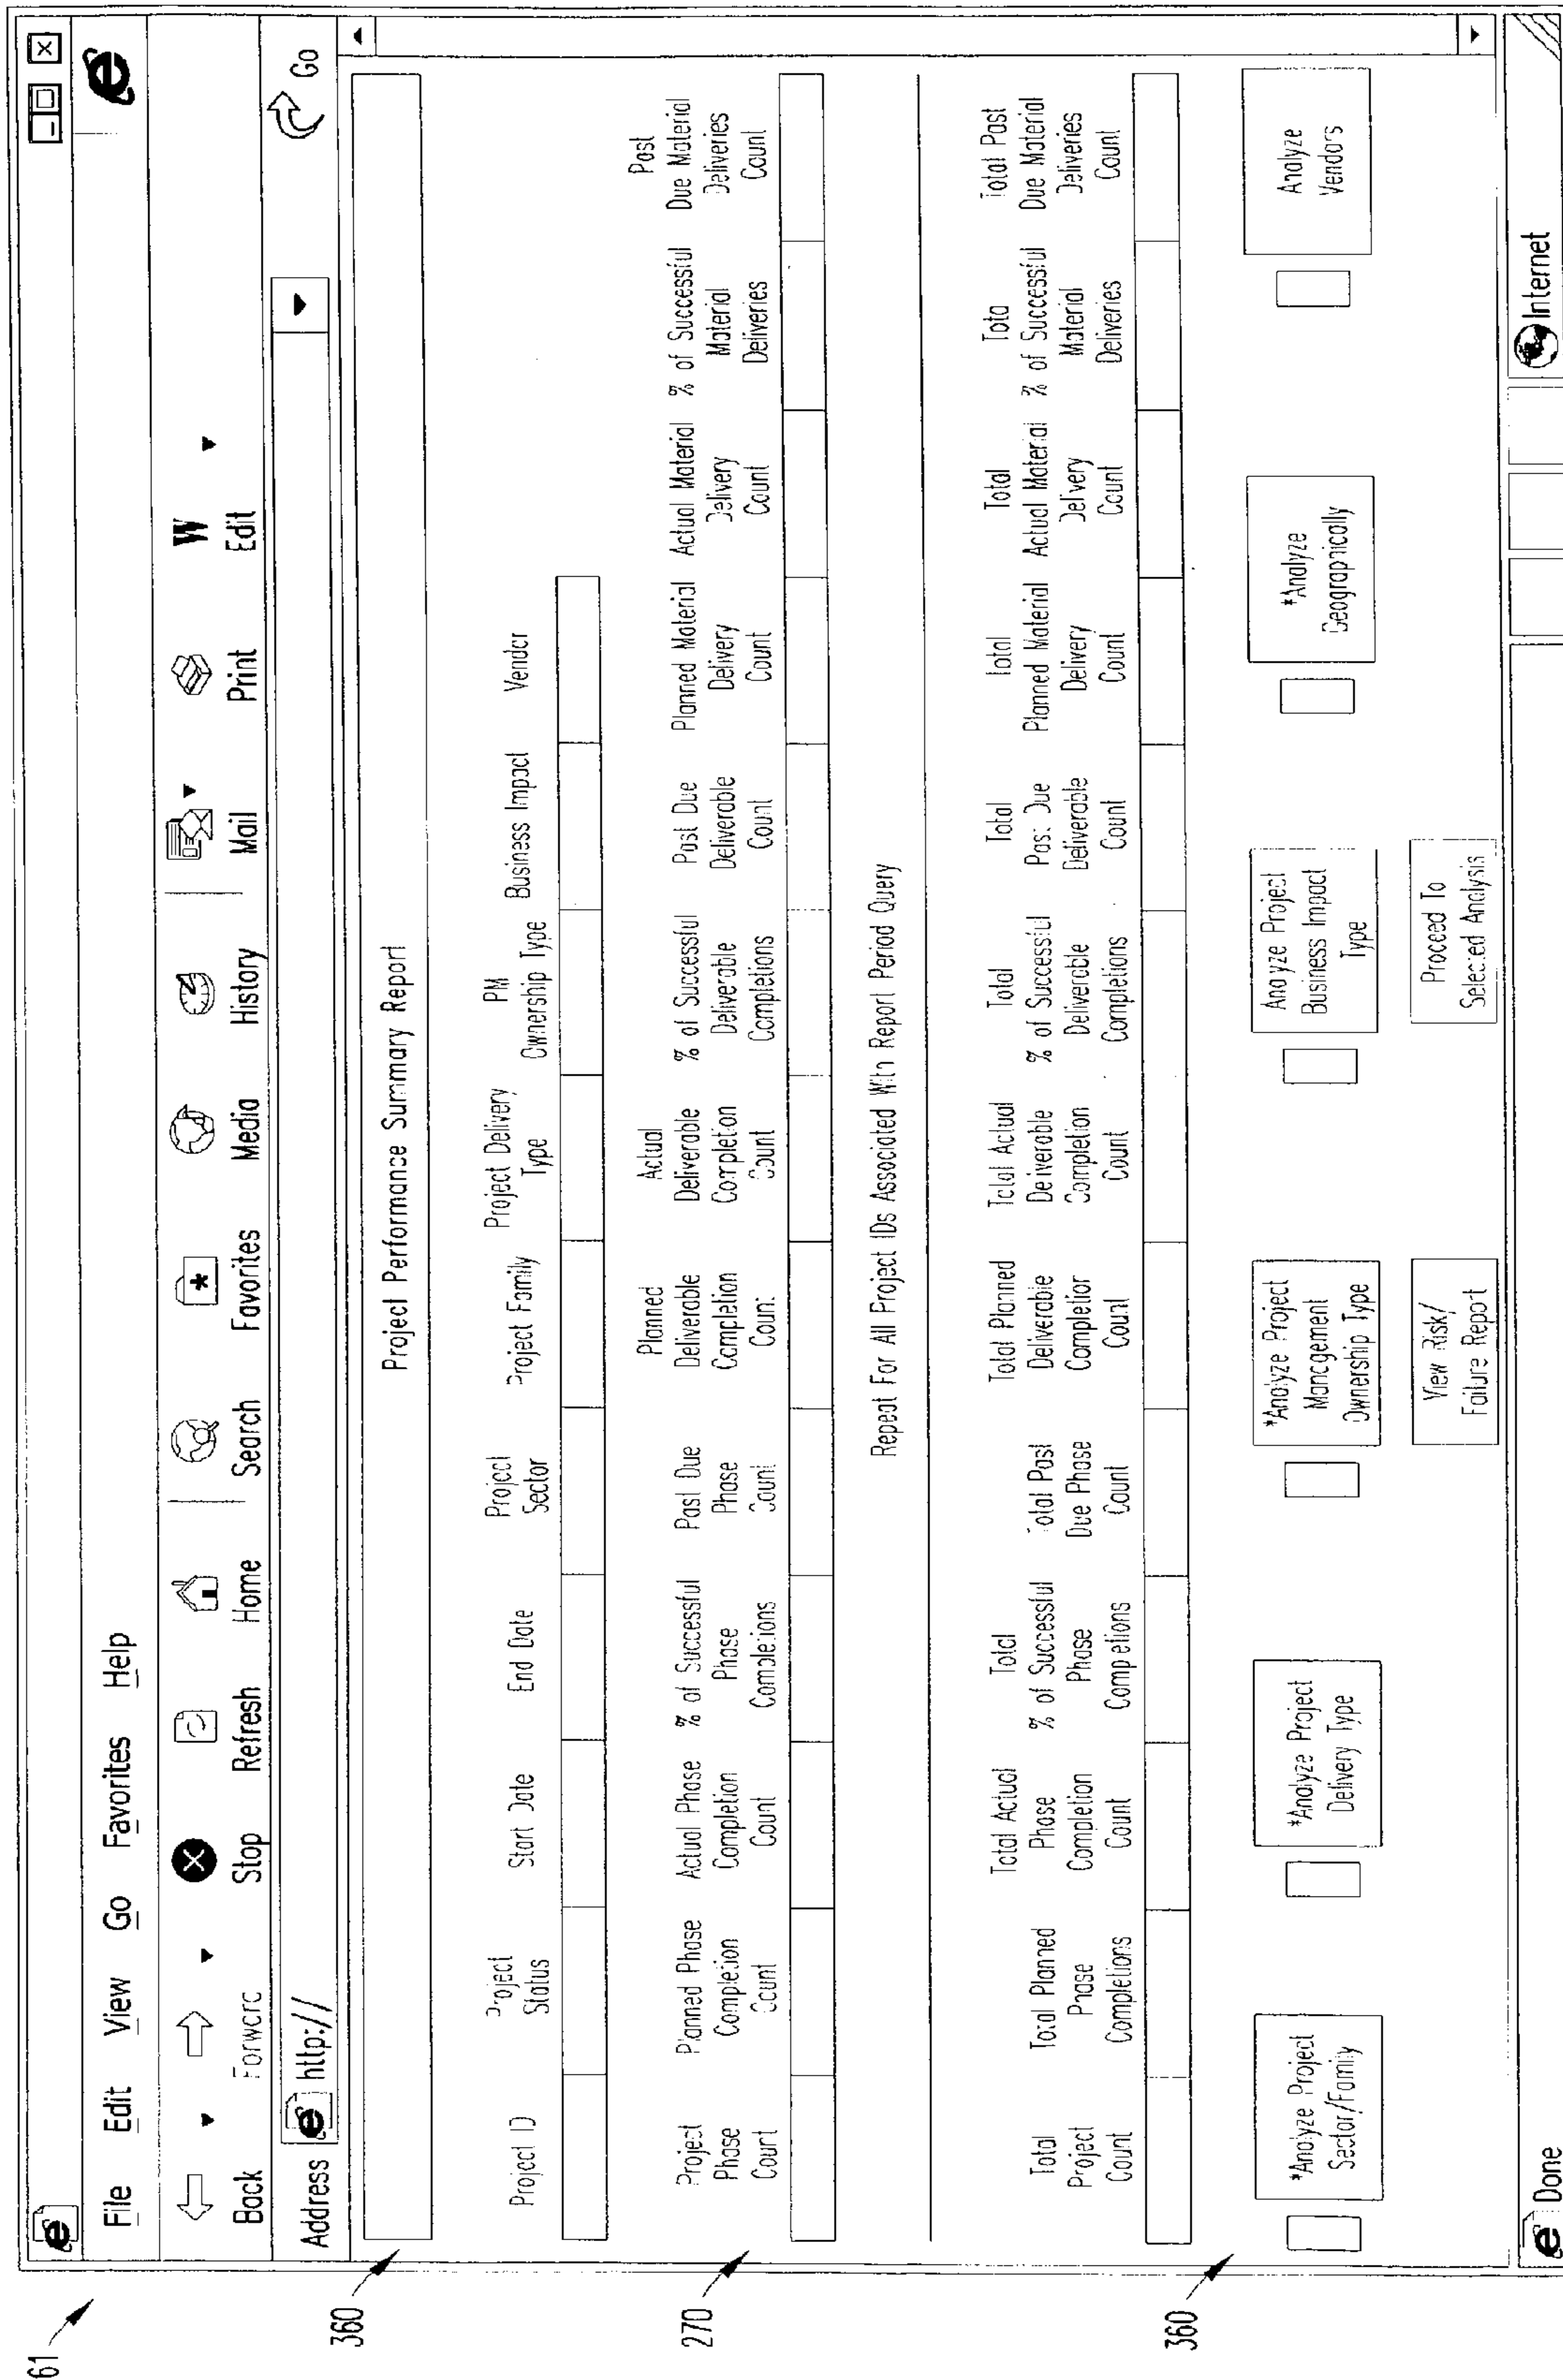 61
File Edit View Go Favorites Help
Back Forward Stop Refresh Home Search Favorites Media History Mail Print Edit
Address http:// Go
360
Project Performance Summary Report
Project ID
Project
Status
Start Date
End Date
Project
Sector
Project Family
Project Delivery
Type
PM
Ownership Type
Business Impact
Vendor
270
Project
Phase
Count
Planned Phase
Completion
Count
Actual Phase
Completion
Count
% of Successful
Phase
Completions
Past Due
Phase
Count
Planned
Deliverable
Completion
Count
Actual
Deliverable
Completion
Count
% of Successful
Deliverable
Completions
Past Due
Deliverable
Count
Planned Material
Delivery
Count
Actual Material
Delivery
Count
% of Successful
Material
Deliveries
Past
Due Material
Deliveries
Count
Repeat For All Project IDs Associated With Report Period Query
Total
Project
Count
Total Planned
Phase
Completions
Total Actual
Phase
Completion
Count
Total
% of Successful
Phase
Completions
Total Past
Due Phase
Count
Total Planned
Deliverable
Completion
Count
Total Actual
Deliverable
Completion
Count
Total
% of Successful
Deliverable
Completions
Total
Past Due
Deliverable
Count
Total
Planned Material
Delivery
Count
Total
Actual Material
Delivery
Count
Total
% of Successful
Material
Deliveries
Total Past
Due Material
Deliveries
Count
360
*Analyze Project
Sector/Family
*Analyze Project
Delivery Type
*Analyze Project
Management
Ownership Type
Analyze Project
Business Impact
Type
*Analyze
Geographically
Analyze
Vendors
View Risk/
Failure Report
Proceed To
Selected Analysis
Done
Internet